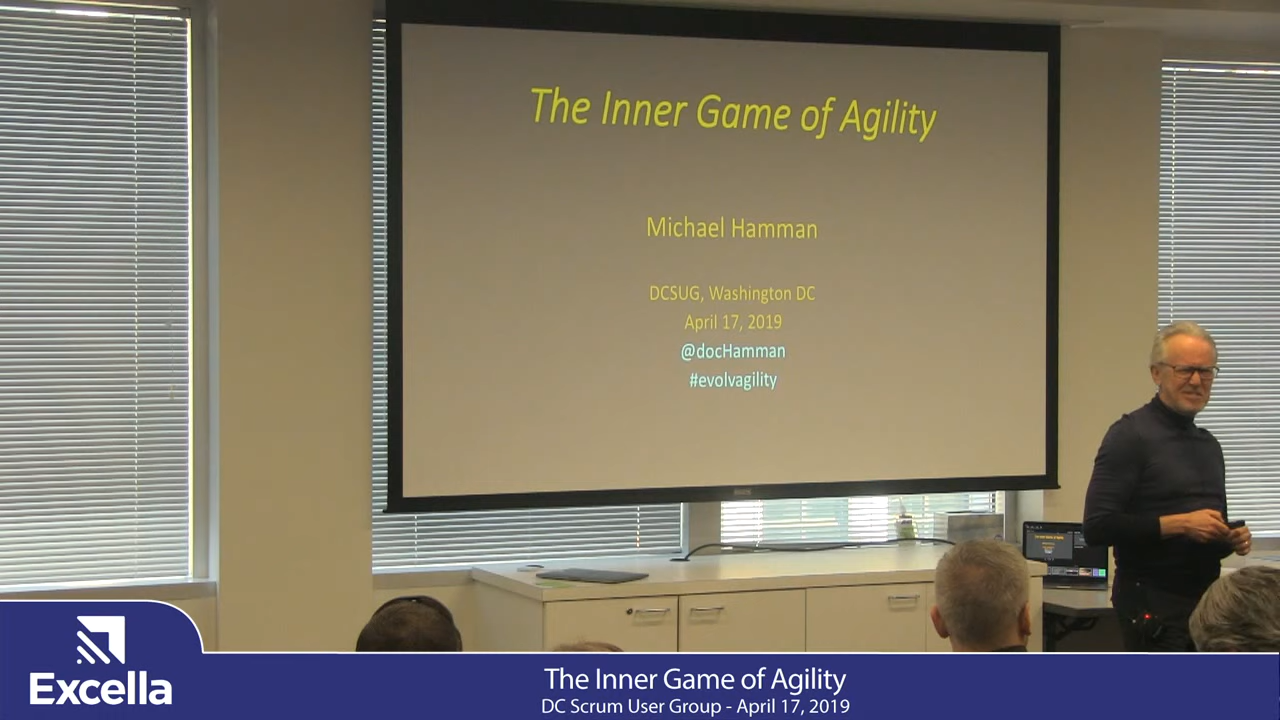 The Inner Game of Agility
Michael Hamman
DCSUG, Washington DC
April 17, 2019
@docHamman
#evolvagility
Excella
The Inner Game of Agility
DC Scrum User Group - April 17, 2019